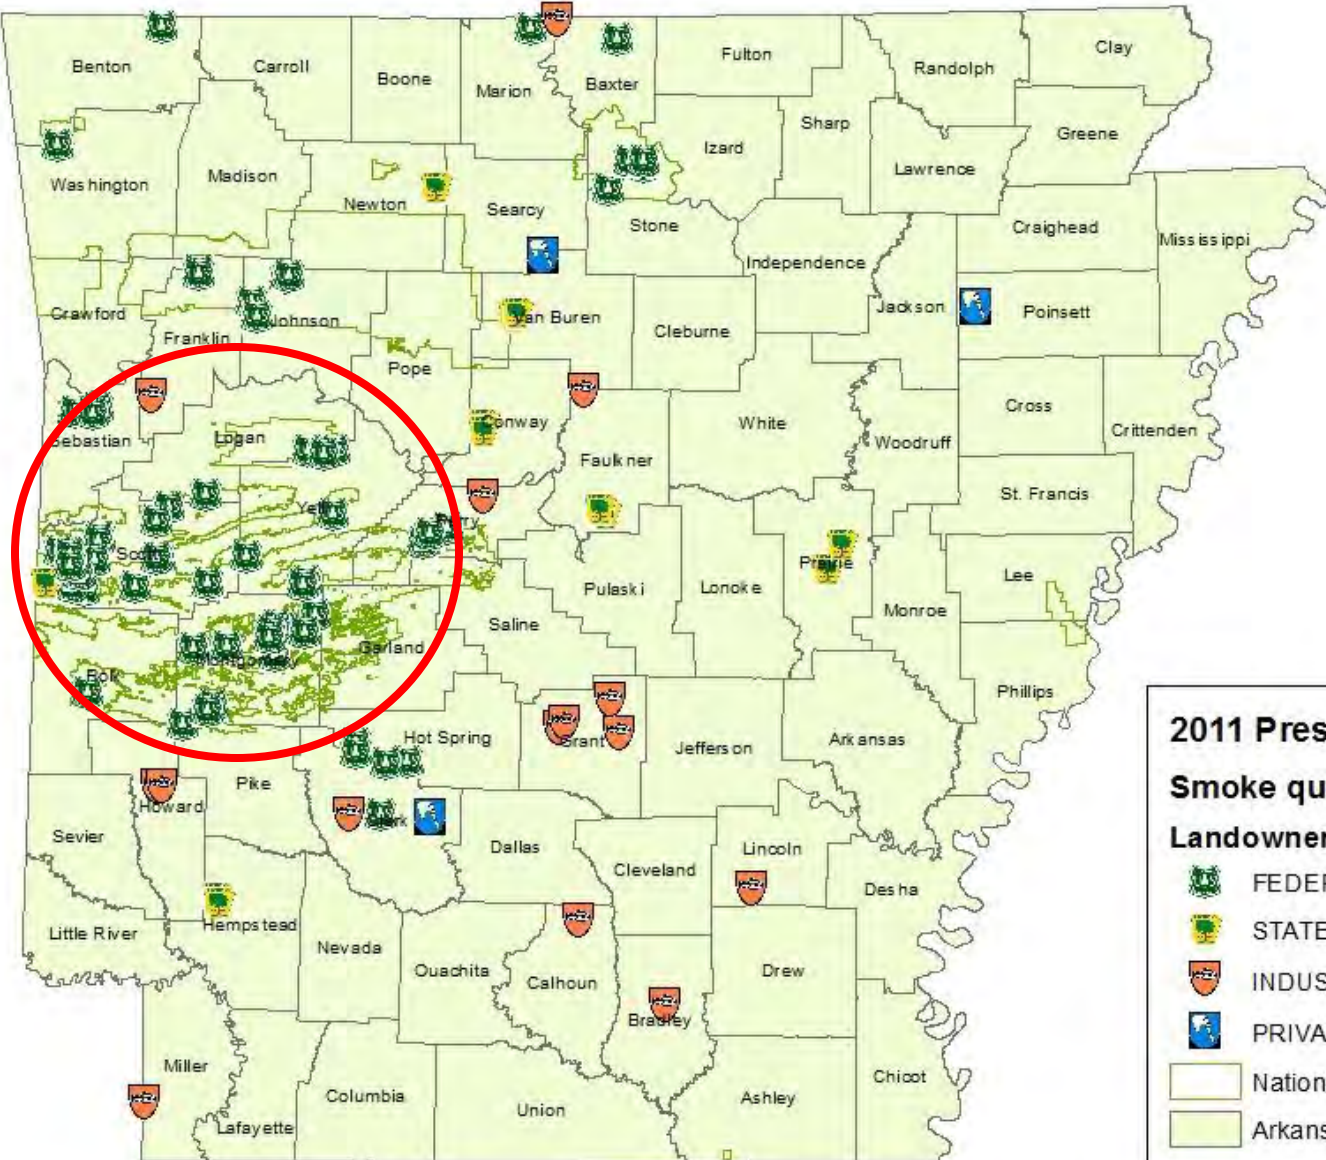 Benton
Carroll
Boone
Marion
Baxter
Fulton
Randolph
Clay
Sharp
Izard
Lawrence
Greene
Washington
Madison
Newton
Searcy
Stone
Independence
Craighead
Mississippi
Crawford
Franklin
Johnson
Van Buren
Cleburne
Jackson
Poinsett
Pope
Sebastian
Logan
Conway
Faulkner
White
Woodruff
Cross
Crittenden
St. Francis
Scott
Yell
Perry
Pulaski
Lonoke
Prairie
Monroe
Lee
Polk
Montgomery
Garland
Saline
Phillips
Hot Spring
Grant
Jefferson
Arkansas
Howard
Pike
Clark
Sevier
Dallas
Cleveland
Lincoln
Desha
Little River
Hempstead
Nevada
Ouachita
Calhoun
Bradley
Drew
Miller
Lafayette
Columbia
Union
Ashley
Chicot
2011 Pres
Smoke qu
Landowner
FEDER
STATE
INDUS
PRIVA
Nation
Arkans